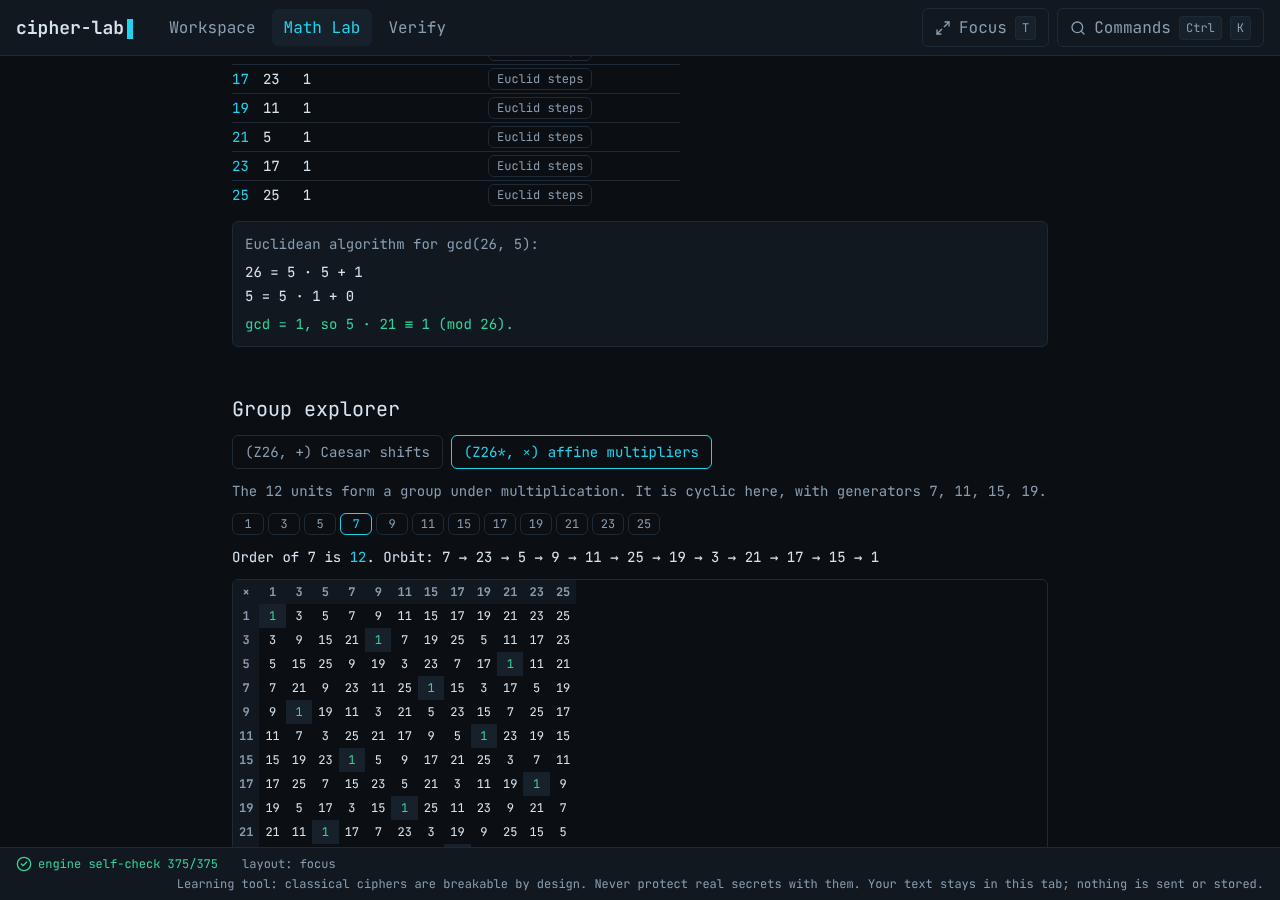 cipher-lab Workspace Math Lab Verify Focus T Commands Ctrl K
17 23 1 Euclid steps
19 11 1 Euclid steps
21 5 1 Euclid steps
23 17 1 Euclid steps
25 25 1 Euclid steps
Euclidean algorithm for gcd(26, 5):
26 = 5 · 5 + 1
5 = 5 · 1 + 0
gcd = 1, so 5 · 21 ≡ 1 (mod 26).
Group explorer
(Z26, +) Caesar shifts (Z26*, ×) affine multipliers
The 12 units form a group under multiplication. It is cyclic here, with generators 7, 11, 15, 19.
1 3 5 7 9 11 15 17 19 21 23 25
Order of 7 is 12. Orbit: 7 → 23 → 5 → 9 → 11 → 25 → 19 → 3 → 21 → 17 → 15 → 1
× 1 3 5 7 9 11 15 17 19 21 23 25
1 1 3 5 7 9 11 15 17 19 21 23 25
3 3 9 15 21 1 7 19 25 5 11 17 23
5 5 15 25 9 19 3 23 7 17 1 11 21
7 7 21 9 23 11 25 1 15 3 17 5 19
9 9 1 19 11 3 21 5 23 15 7 25 17
11 11 7 3 25 21 17 9 5 1 23 19 15
15 15 19 23 1 5 9 17 21 25 3 7 11
17 17 25 7 15 23 5 21 3 11 19 1 9
19 19 5 17 3 15 1 25 11 23 9 21 7
21 21 11 1 17 7 23 3 19 9 25 15 5
engine self-check 375/375 layout: focus
Learning tool: classical ciphers are breakable by design. Never protect real secrets with them. Your text stays in this tab; nothing is sent or stored.